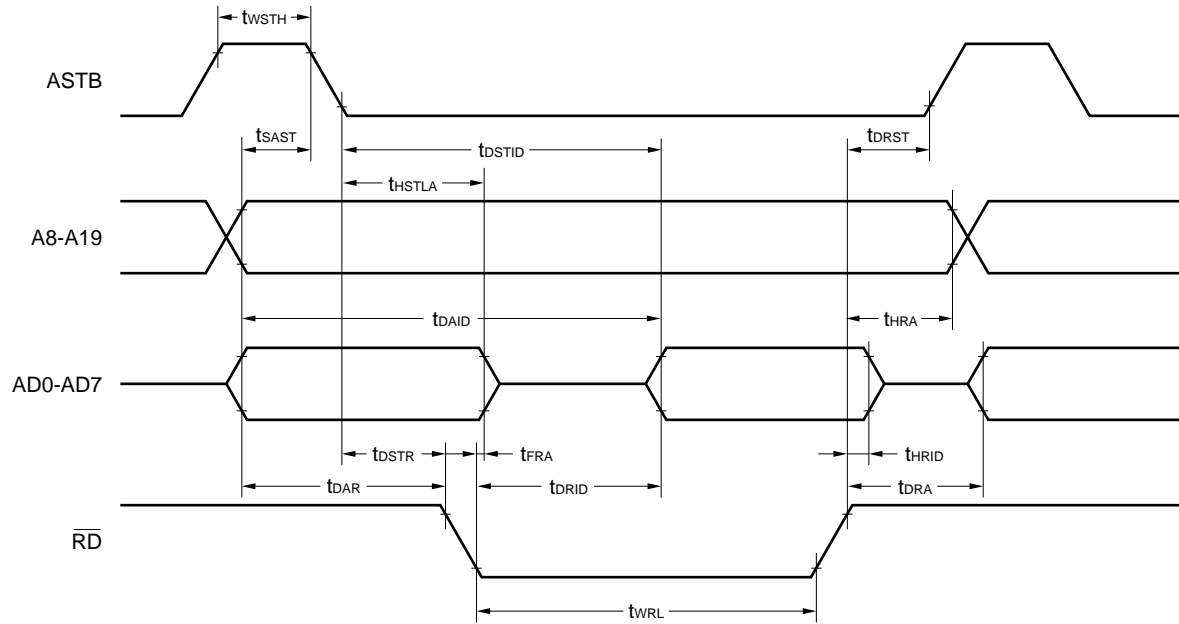 tWSTH
ASTB
tSAST
tDRST
tDSTID
tHSTLA
A8-A19
tDAID
tHRA
AD0-AD7
tDSTR
tFRA
tHRID
tDAR
tDRID
tDRA
RD
tWRL